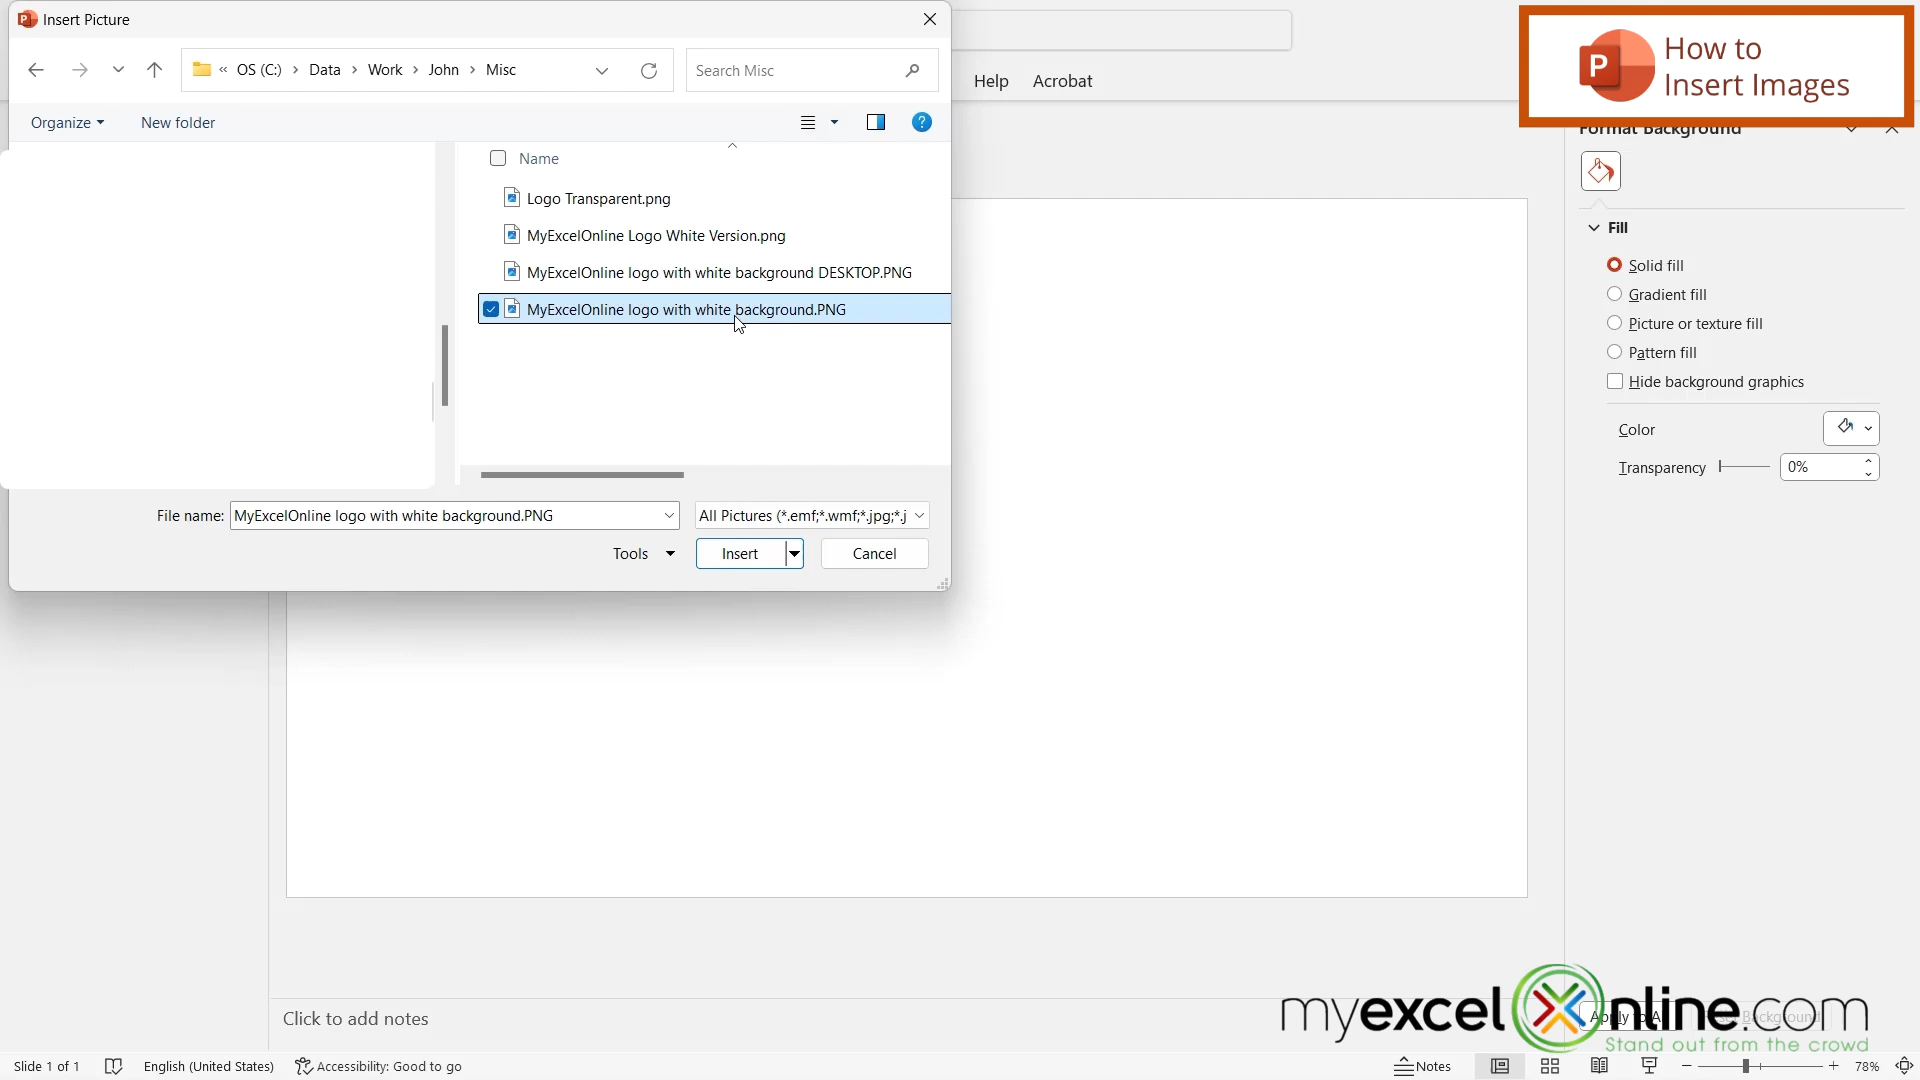 Insert Picture
« OS (C:) > Data > Work > John > Misc
Search Misc
Organize
New folder
Name
Logo Transparent.png
MyExcelOnline Logo White Version.png
MyExcelOnline logo with white background DESKTOP.PNG
MyExcelOnline logo with white background.PNG
File name: MyExcelOnline logo with white background.PNG
All Pictures (*.emf;*.wmf;*.jpg;*.j
Tools
Insert
Cancel
Help
Acrobat
How to
Insert Images
Format Background
Fill
Solid fill
Gradient fill
Picture or texture fill
Pattern fill
Hide background graphics
Color
Transparency
0%
Click to add notes
Apply to A
Background
myexcelOnline.com
Stand out from the crowd
Slide 1 of 1
English (United States)
Accessibility: Good to go
Notes
78%